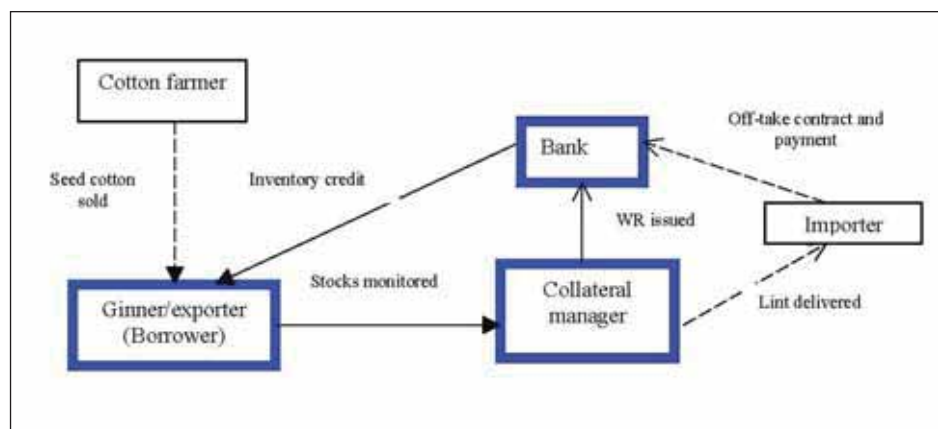 Cotton farmer
Off-take contract and
payment
Bank
Seed cotton
sold
Inventory credit
WR issued
Importer
Stocks monitored
Collateral
manager
Lint delivered
Ginner/exporter
(Borrower)